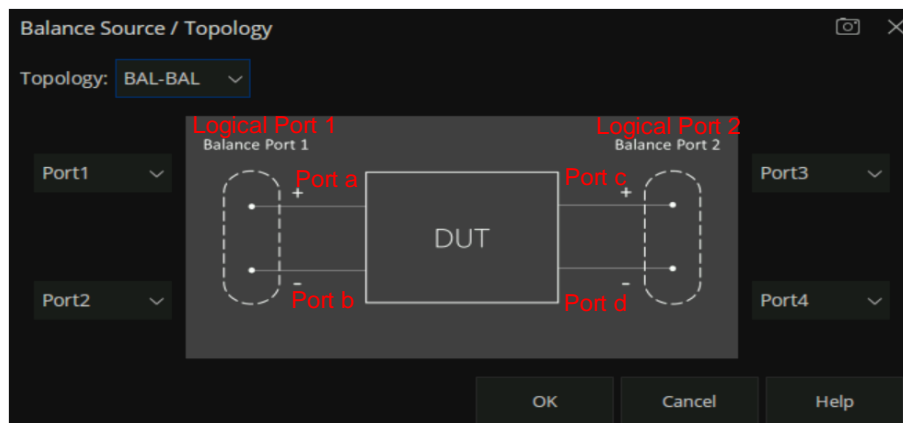 Balance Source / Topology
Topology: BAL-BAL
Logical Port 1
Balance Port 1
Logical Port 2
Balance Port 2
Port1
Port a
+
Port c
+
Port3
DUT
Port2
-
Port b
-
Port d
Port4
OK
Cancel
Help